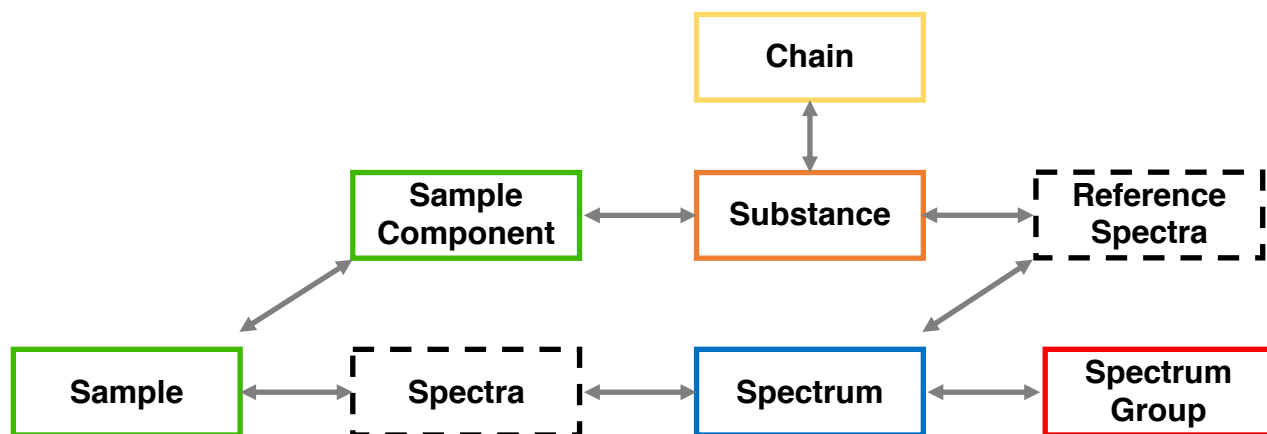 Chain
Sample
Component
Substance
Reference
Spectra
Sample
Spectra
Spectrum
Spectrum
Group